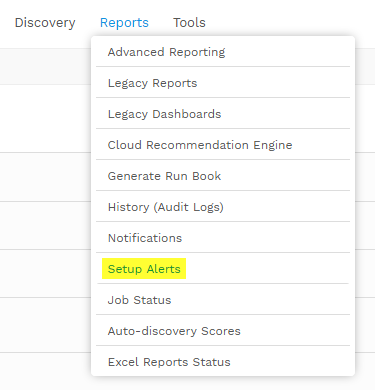 Discovery Reports Tools
Advanced Reporting
Legacy Reports
Legacy Dashboards
Cloud Recommendation Engine
Generate Run Book
History (Audit Logs)
Notifications
Setup Alerts
Job Status
Auto-discovery Scores
Excel Reports Status